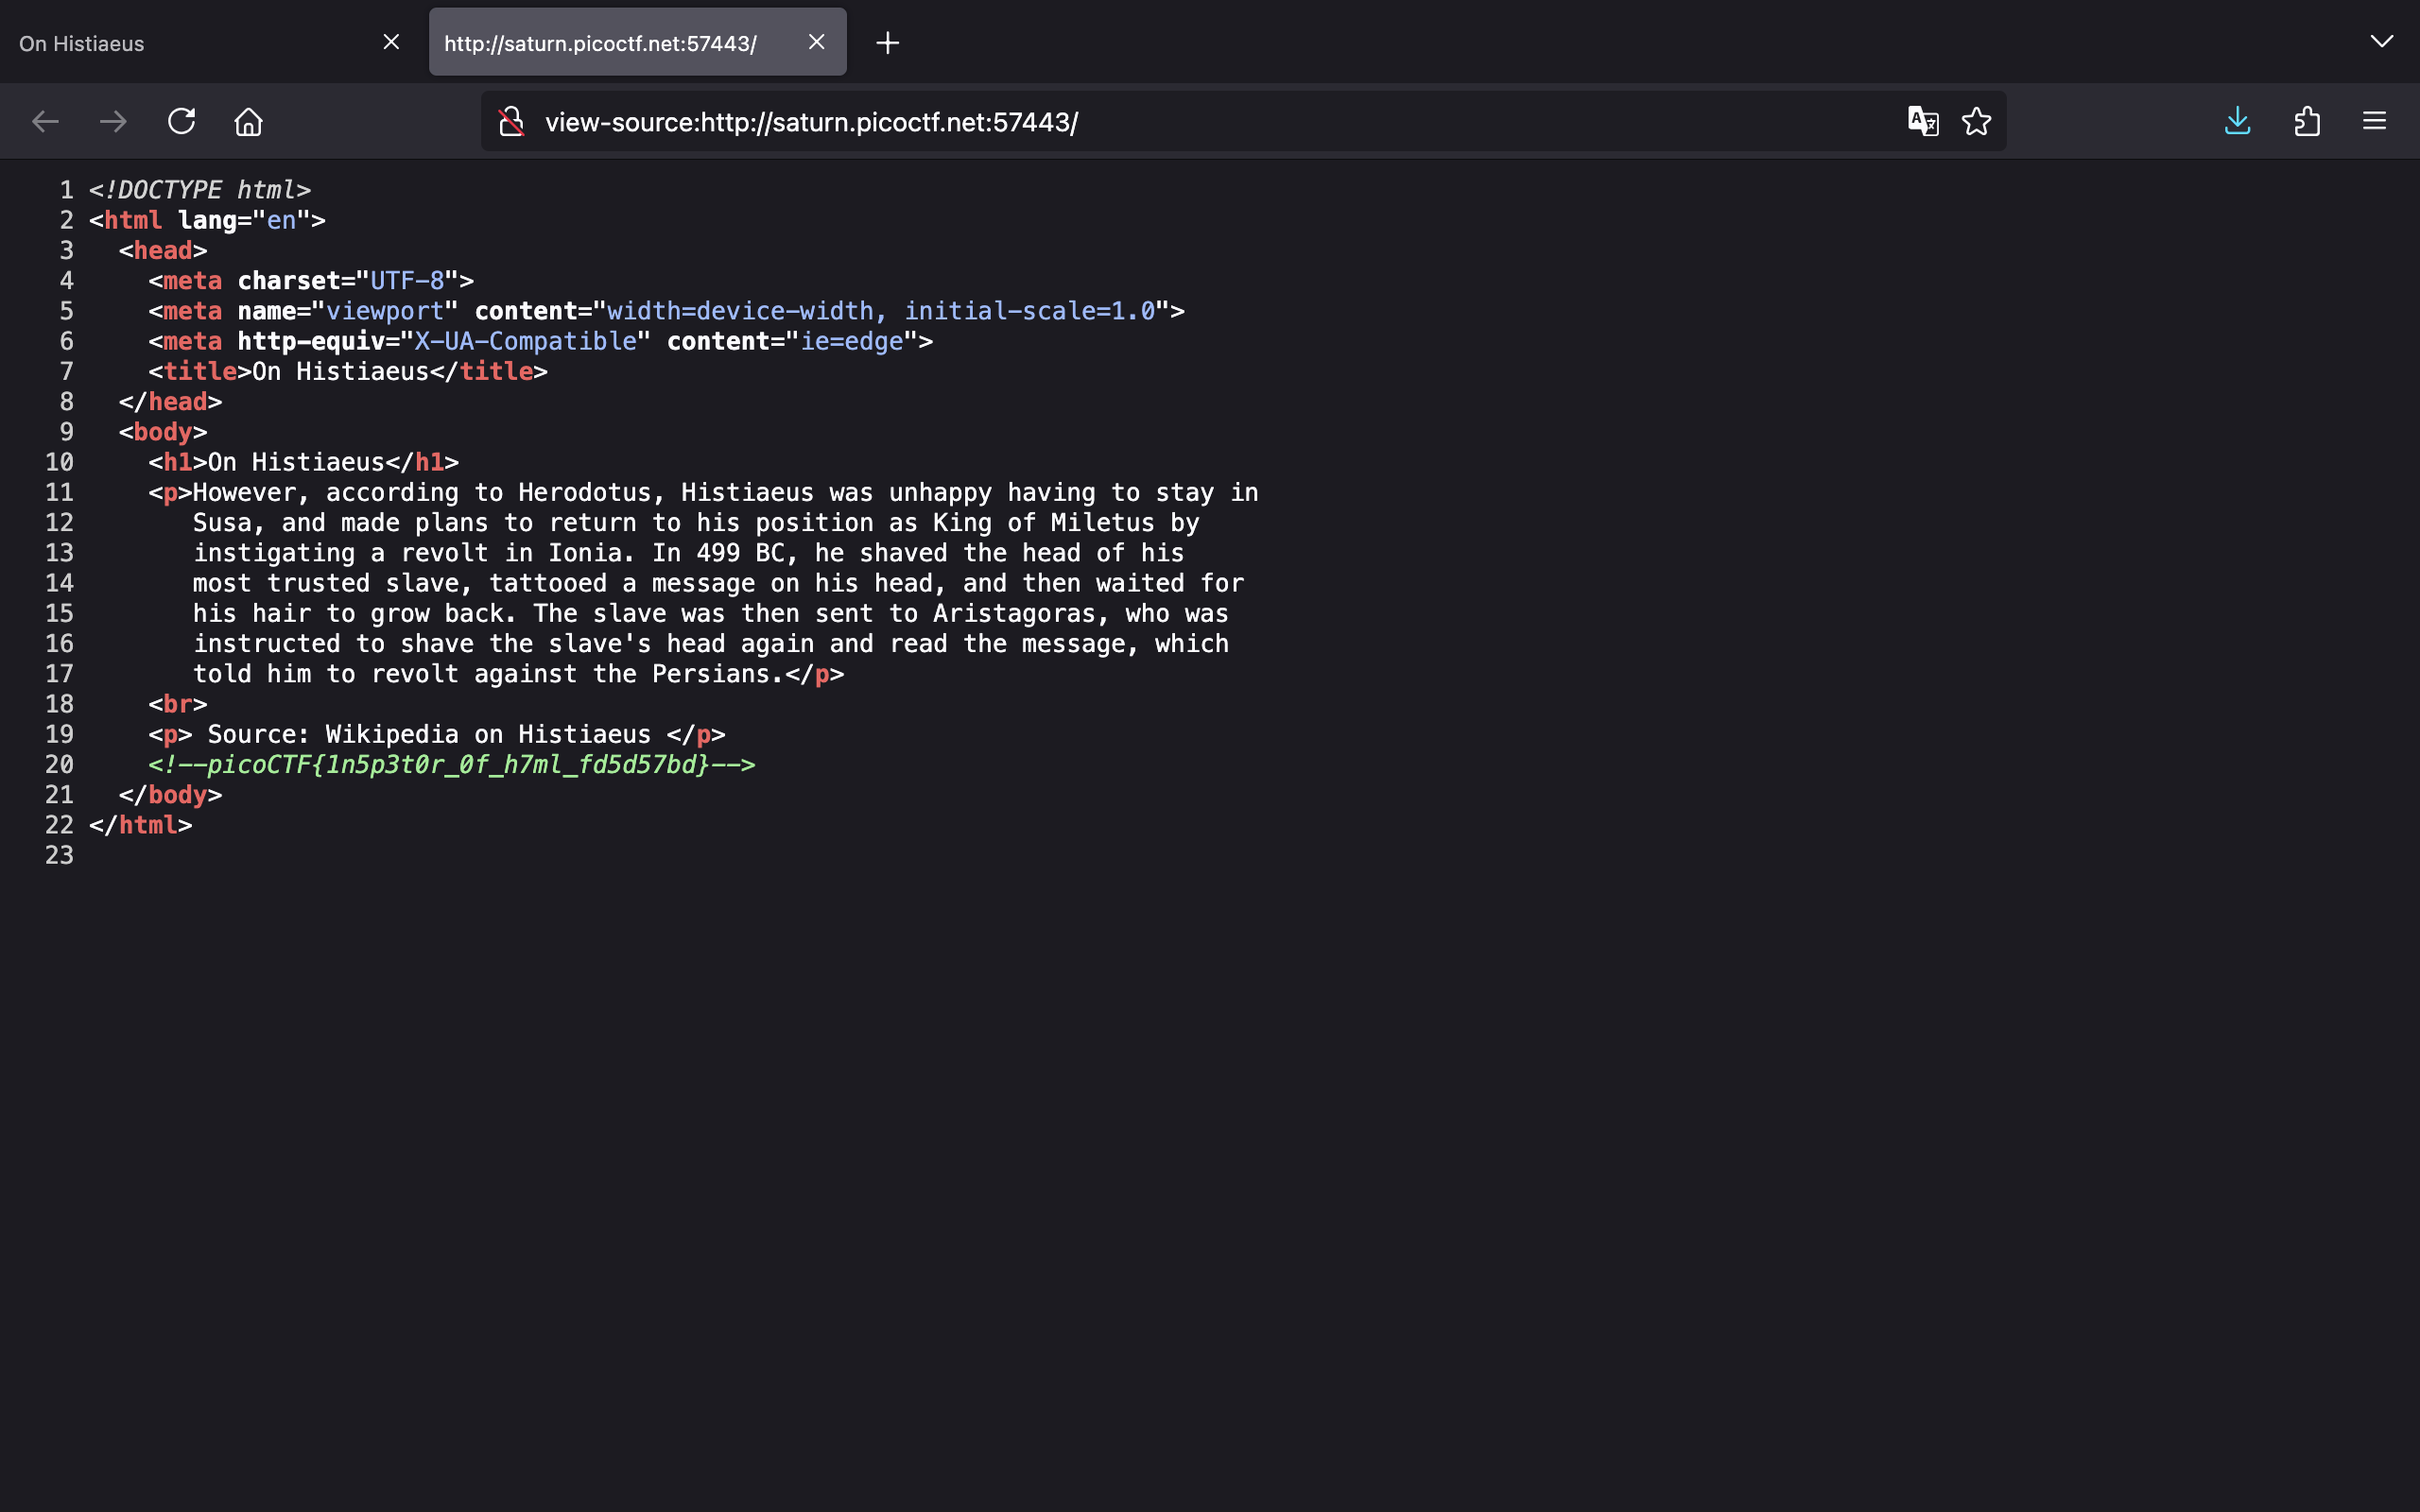 On Histiaeus
http://saturn.picoctf.net:57443/
view-source:http://saturn.picoctf.net:57443/
1 <!DOCTYPE html>
2 <html lang="en">
3   <head>
4     <meta charset="UTF-8">
5     <meta name="viewport" content="width=device-width, initial-scale=1.0">
6     <meta http-equiv="X-UA-Compatible" content="ie=edge">
7     <title>On Histiaeus</title>
8   </head>
9   <body>
10     <h1>On Histiaeus</h1>
11     <p>However, according to Herodotus, Histiaeus was unhappy having to stay in
12        Susa, and made plans to return to his position as King of Miletus by
13        instigating a revolt in Ionia. In 499 BC, he shaved the head of his
14        most trusted slave, tattooed a message on his head, and then waited for
15        his hair to grow back. The slave was then sent to Aristagoras, who was
16        instructed to shave the slave's head again and read the message, which
17        told him to revolt against the Persians.</p>
18     <br>
19     <p> Source: Wikipedia on Histiaeus </p>
20     <!--picoCTF{1n5p3t0r_0f_h7ml_fd5d57bd}-->
21   </body>
22 </html>
23